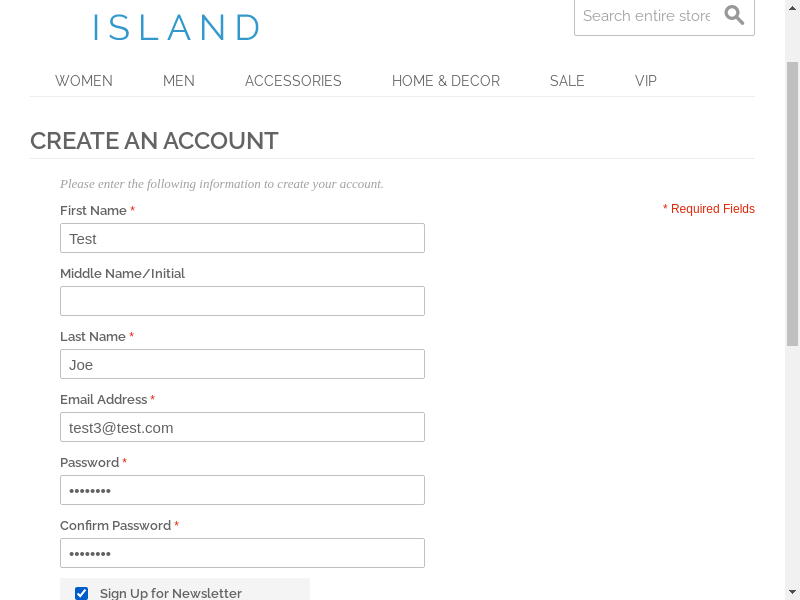 ISLAND
Search entire store
WOMEN MEN ACCESSORIES HOME & DECOR SALE VIP
CREATE AN ACCOUNT
Please enter the following information to create your account.
* Required Fields
First Name *
Test
Middle Name/Initial
Last Name *
Joe
Email Address *
test3@test.com
Password *
••••••••
Confirm Password *
••••••••
Sign Up for Newsletter